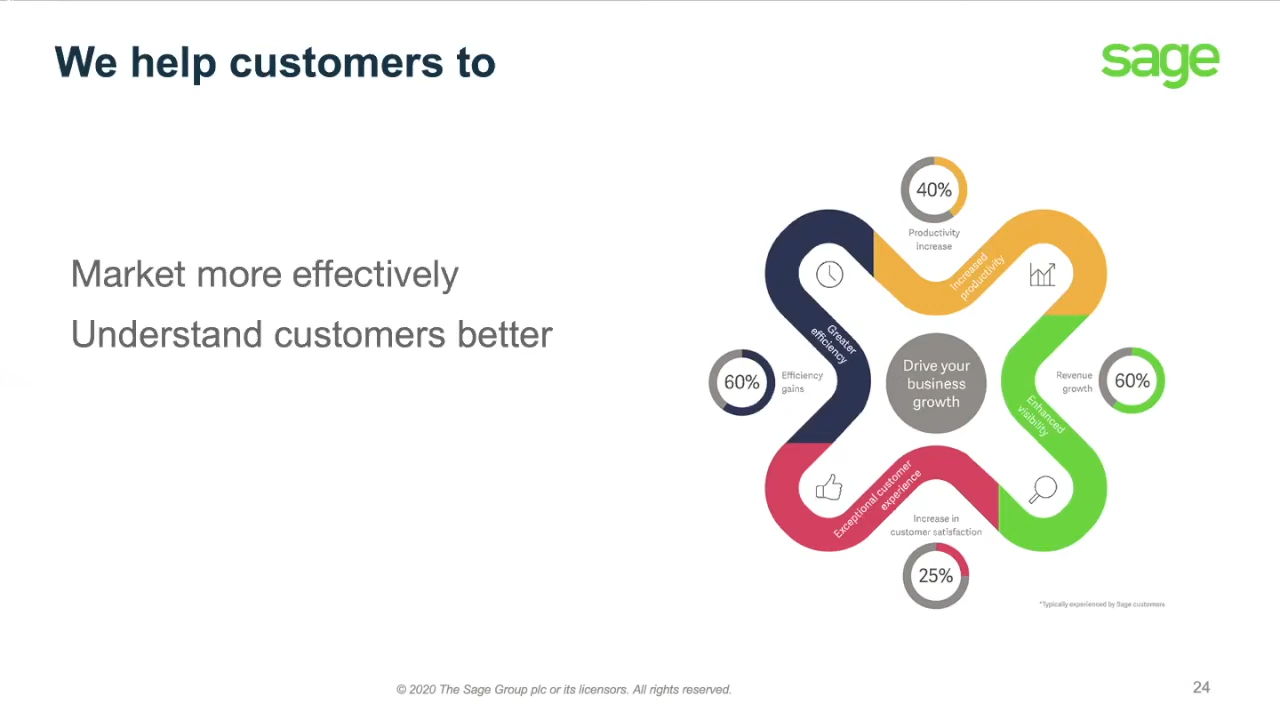 We help customers to
sage
Market more effectively
Understand customers better
40%
Productivity
increase
Increased
productivity
Greater
efficiency
60%
Efficiency
gains
Drive your
business
growth
Revenue
growth
60%
Enhanced
visibility
Exceptional customer
experience
Increase in
customer satisfaction
25%
*Typically experienced by Sage customers
© 2020 The Sage Group plc or its licensors. All rights reserved.
24